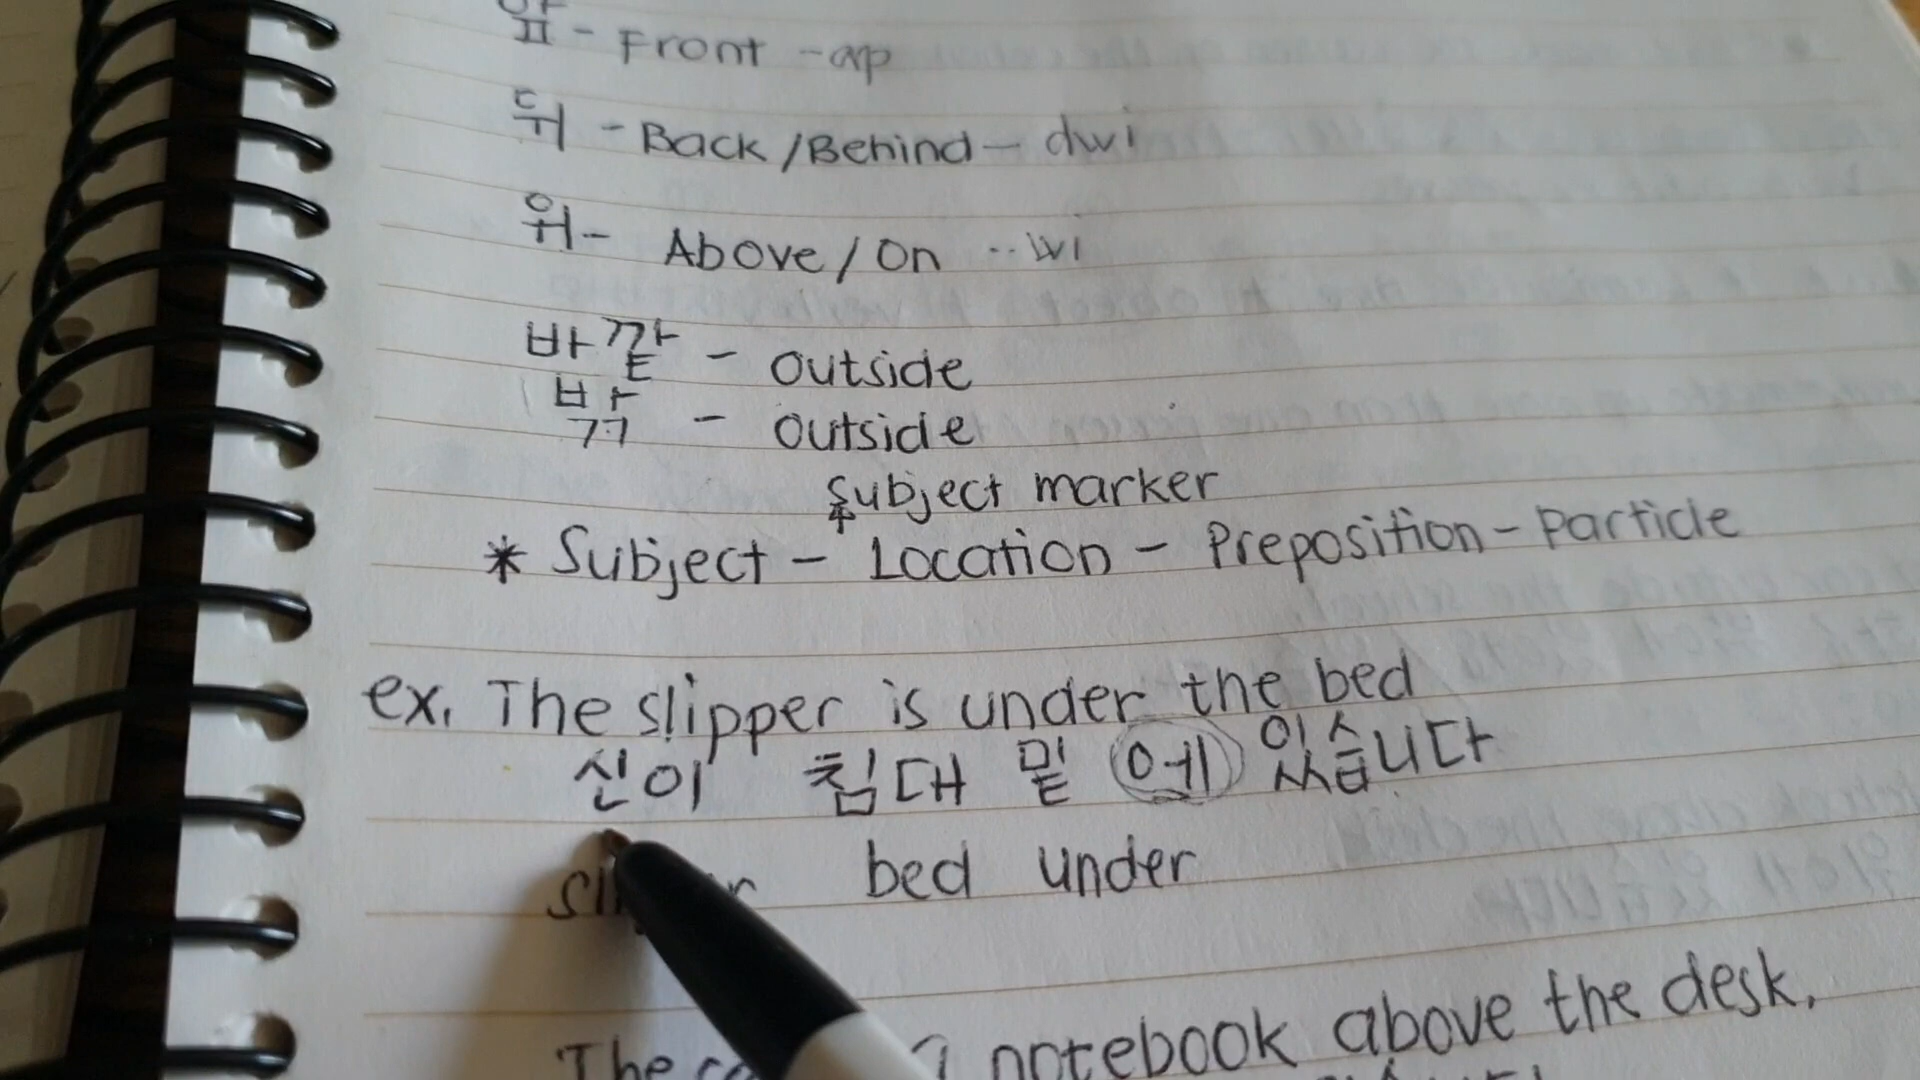 앞 - Front - ap
뒤 - Back / Behind - dwi
위 - Above / On -- wi
바깥 - outside
밖 - outside
subject marker
* Subject - Location - Preposition - Particle
ex. The slipper is under the bed
신이 침대 밑 에 있습니다
bed under
The notebook above the desk.